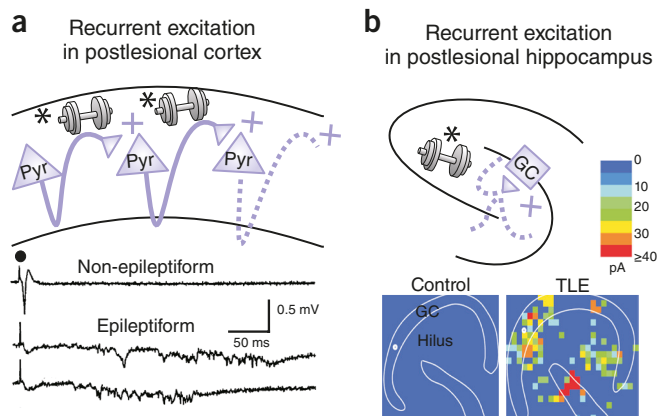 a
Recurrent excitation
in postlesional cortex
* *
+ + +
Pyr Pyr Pyr
Non-epileptiform
0.5 mV
50 ms
Epileptiform
b
Recurrent excitation
in postlesional hippocampus
*
GC
+
0
10
20
30
≥40
pA
Control TLE
GC
Hilus